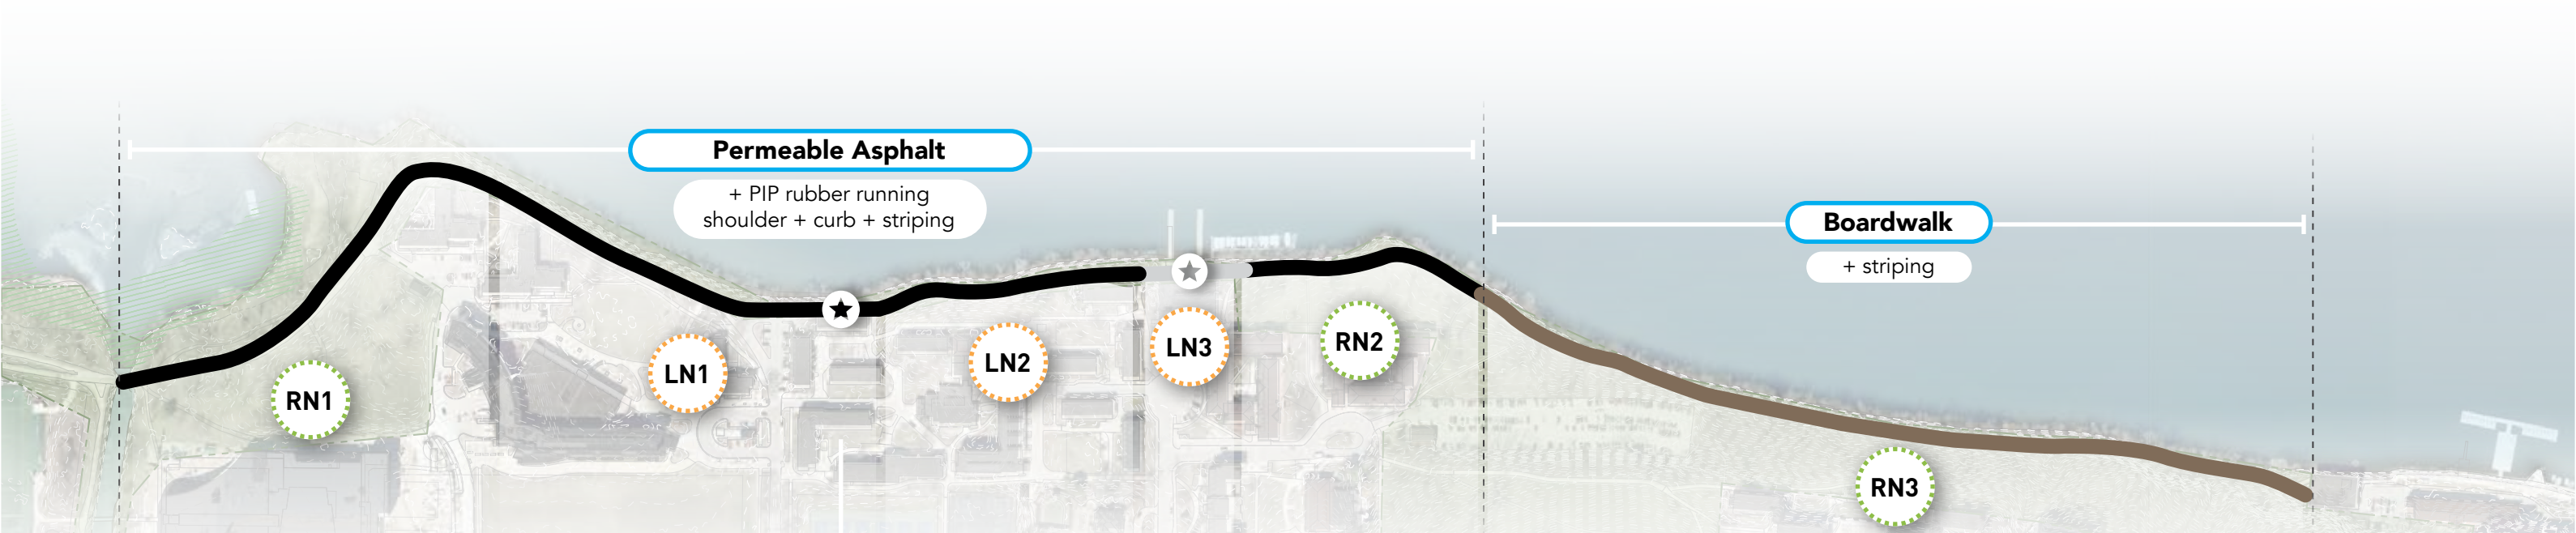 Permeable Asphalt
+ PIP rubber running
shoulder + curb + striping
Boardwalk
+ striping
RN1
LN1
LN2
LN3
RN2
RN3